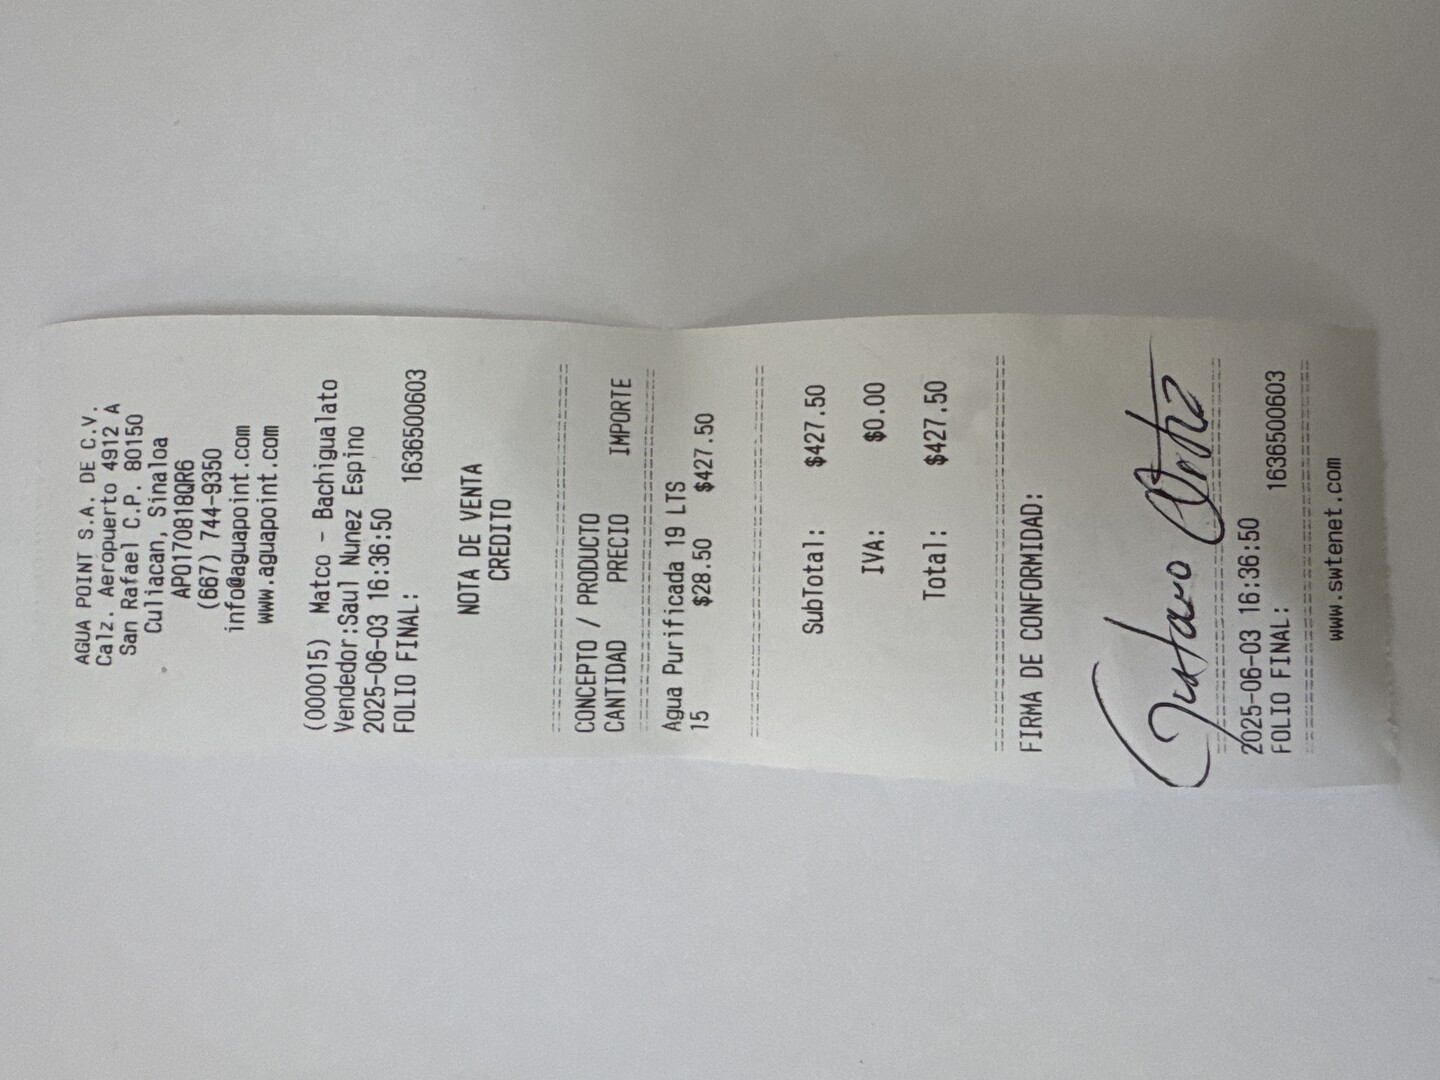 AGUA POINT S.A. DE C.V.
Calz. Aeropuerto 4912 A
San Rafael C.P. 80150
Culiacan, Sinaloa
APO170818QR6
(667) 744-9350
info@aguapoint.com
www.aguapoint.com
(000015) Matco - Bachigualato
Vendedor:Saul Nunez Espino
2025-06-03 16:36:50
FOLIO FINAL: 1636500603
NOTA DE VENTA
CREDITO
CONCEPTO / PRODUCTO
CANTIDAD PRECIO IMPORTE
Agua Purificada 19 LTS
15 $28.50 $427.50
SubTotal: $427.50
IVA: $0.00
Total: $427.50
FIRMA DE CONFORMIDAD:
Gustavo Ortiz
2025-06-03 16:36:50
FOLIO FINAL: 1636500603
www.swtenet.com